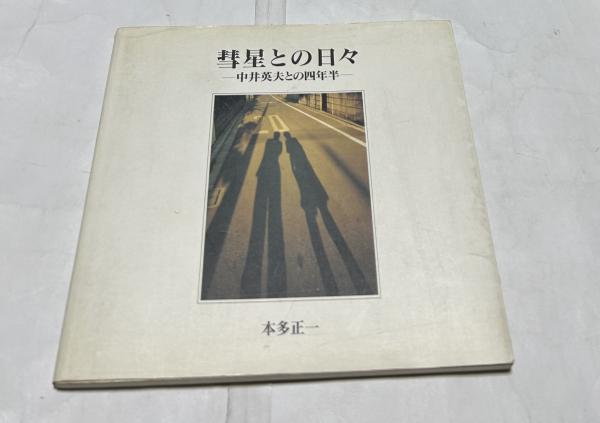 彗星との日々
―中井英夫との四年半―
本多正一